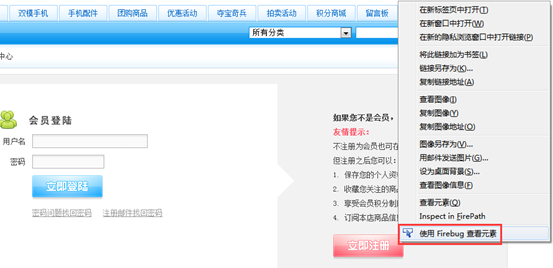 双模手机 手机配件 团购商品 优惠活动 夺宝奇兵 拍卖活动 积分商城 留言板
所有分类
中心
会员登陆
用户名
密码
立即登陆
密码问题找回密码 注册邮件找回密码
如果您不是会员，
友情提示:
不注册为会员也可在
但注册之后您可以:
1. 保存您的个人资
2. 收藏您关注的商
3. 享受会员积分制
4. 订阅本店商品信
立即注册
在新标签页中打开(T)
在新窗口中打开(W)
在新的隐私浏览窗口中打开链接(P)
将此链接加为书签(L)
链接另存为(K)...
复制链接地址(A)
查看图像(I)
复制图像(Y)
复制图像地址(O)
图像另存为(V)...
用邮件发送图片(G)...
设为桌面背景(S)...
查看图像信息(F)
查看元素(Q)
Inspect in FirePath
使用 Firebug 查看元素